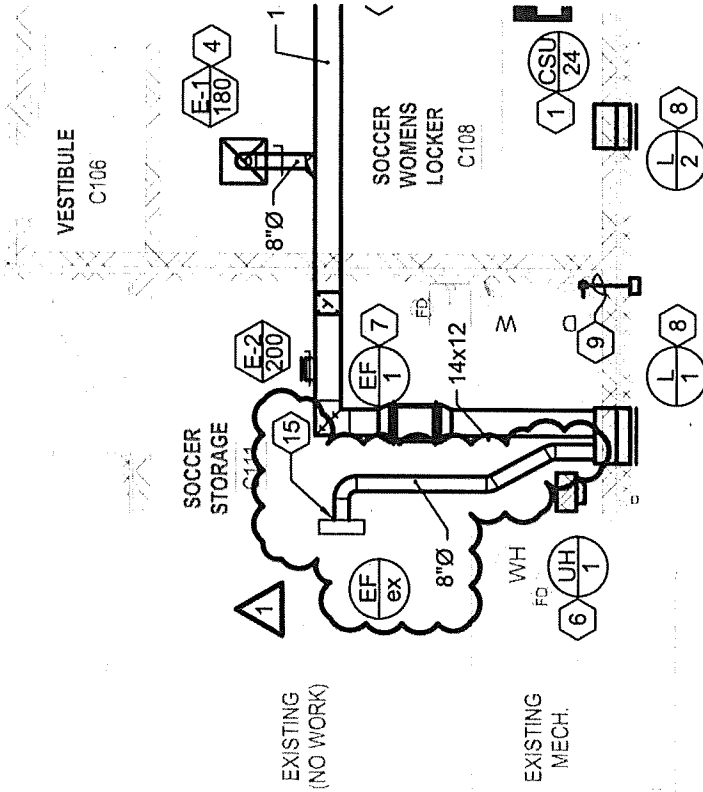 VESTIBULE
C106
E-1
180
4
1
8"Ø
SOCCER
WOMENS
LOCKER
C108
1
CSU
24
L
2
8
E-2
200
EF
1
7
FD
14x12
W
D
9
L
1
8
SOCCER
STORAGE
C111
15
1
EF
ex
8"Ø
WH
FD
UH
1
6
EXISTING
(NO WORK)
EXISTING
MECH.